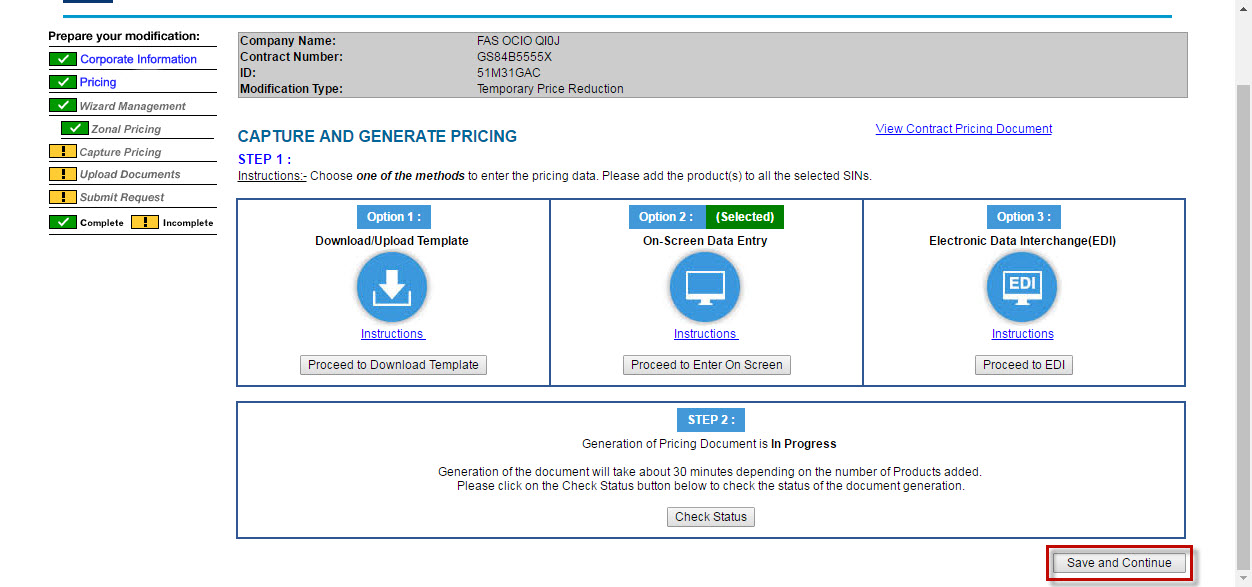 Prepare your modification:
Corporate Information
Pricing
Wizard Management
Zonal Pricing
Capture Pricing
Upload Documents
Submit Request
Complete Incomplete
Company Name: FAS OCIO QI0J
Contract Number: GS84B5555X
ID: 51M31GAC
Modification Type: Temporary Price Reduction
CAPTURE AND GENERATE PRICING
View Contract Pricing Document
STEP 1 :
Instructions:- Choose one of the methods to enter the pricing data. Please add the product(s) to all the selected SINs.
Option 1 :
Download/Upload Template
Instructions
Proceed to Download Template
Option 2 : (Selected)
On-Screen Data Entry
Instructions
Proceed to Enter On Screen
Option 3 :
Electronic Data Interchange(EDI)
EDI
Instructions
Proceed to EDI
STEP 2 :
Generation of Pricing Document is In Progress
Generation of the document will take about 30 minutes depending on the number of Products added.
Please click on the Check Status button below to check the status of the document generation.
Check Status
Save and Continue